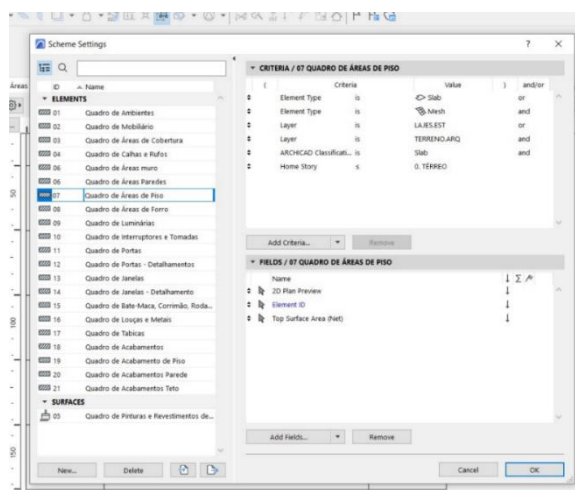 Scheme Settings
? ×
ID Name
ELEMENTS
01 Quadro de Ambientes
02 Quadro de Mobiliário
03 Quadro de Áreas de Cobertura
04 Quadro de Calhas e Rufos
06 Quadro de Áreas muro
06 Quadro de Áreas Paredes
07 Quadro de Áreas de Piso
08 Quadro de Áreas de Forro
09 Quadro de Luminárias
10 Quadro de Interruptores e Tomadas
11 Quadro de Portas
12 Quadro de Portas - Detalhamentos
13 Quadro de Janelas
14 Quadro de Janelas - Detalhamento
15 Quadro de Bate-Maca, Corrimão, Roda...
16 Quadro de Louças e Metais
17 Quadro de Tabicas
18 Quadro de Acabamentos
19 Quadro de Acabamento de Piso
20 Quadro de Acabamentos Parede
21 Quadro de Acabamentos Teto
SURFACES
05 Quadro de Pinturas e Revestimentos de...
New... Delete
CRITERIA / 07 QUADRO DE ÁREAS DE PISO
( Criteria Value ) and/or
Element Type is Slab or
Element Type is Mesh and
Layer is LAJES.EST or
Layer is TERRENO.ARQ and
ARCHICAD Classificati... is Slab and
Home Story ≤ 0. TÉRREO
Add Criteria... Remove
FIELDS / 07 QUADRO DE ÁREAS DE PISO
Name
2D Plan Preview
Element ID
Top Surface Area (Net)
Add Fields... Remove
Cancel OK
Áreas
50
100
150